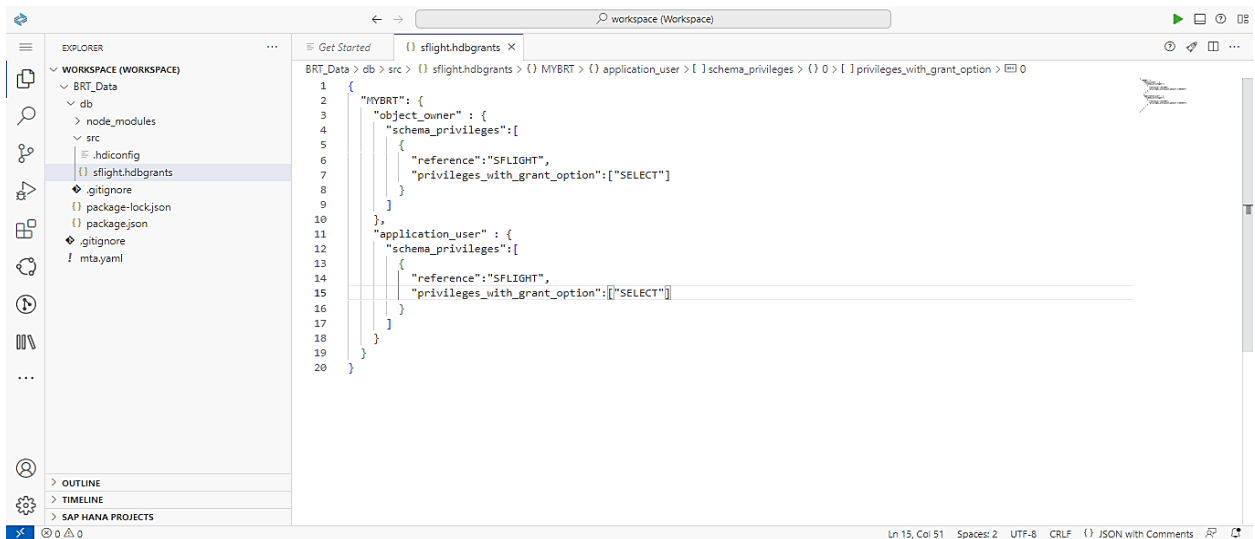 workspace (Workspace)
EXPLORER
WORKSPACE (WORKSPACE)
BRT_Data
db
node_modules
src
.hdiconfig
sflight.hdbgrants
.gitignore
package-lock.json
package.json
.gitignore
mta.yaml
OUTLINE
TIMELINE
SAP HANA PROJECTS
Get Started
sflight.hdbgrants
BRT_Data > db > src > {} sflight.hdbgrants > {} MYBRT > {} application_user > [ ] schema_privileges > {} 0 > [ ] privileges_with_grant_option > 0
1 {
2 "MYBRT": {
3 "object_owner" : {
4 "schema_privileges":[
5 {
6 "reference":"SFLIGHT",
7 "privileges_with_grant_option":["SELECT"]
8 }
9 ]
10 },
11 "application_user" : {
12 "schema_privileges":[
13 {
14 "reference":"SFLIGHT",
15 "privileges_with_grant_option":["SELECT"]
16 }
17 ]
18 }
19 }
20 }
0 0
Ln 15, Col 51 Spaces: 2 UTF-8 CRLF {} JSON with Comments